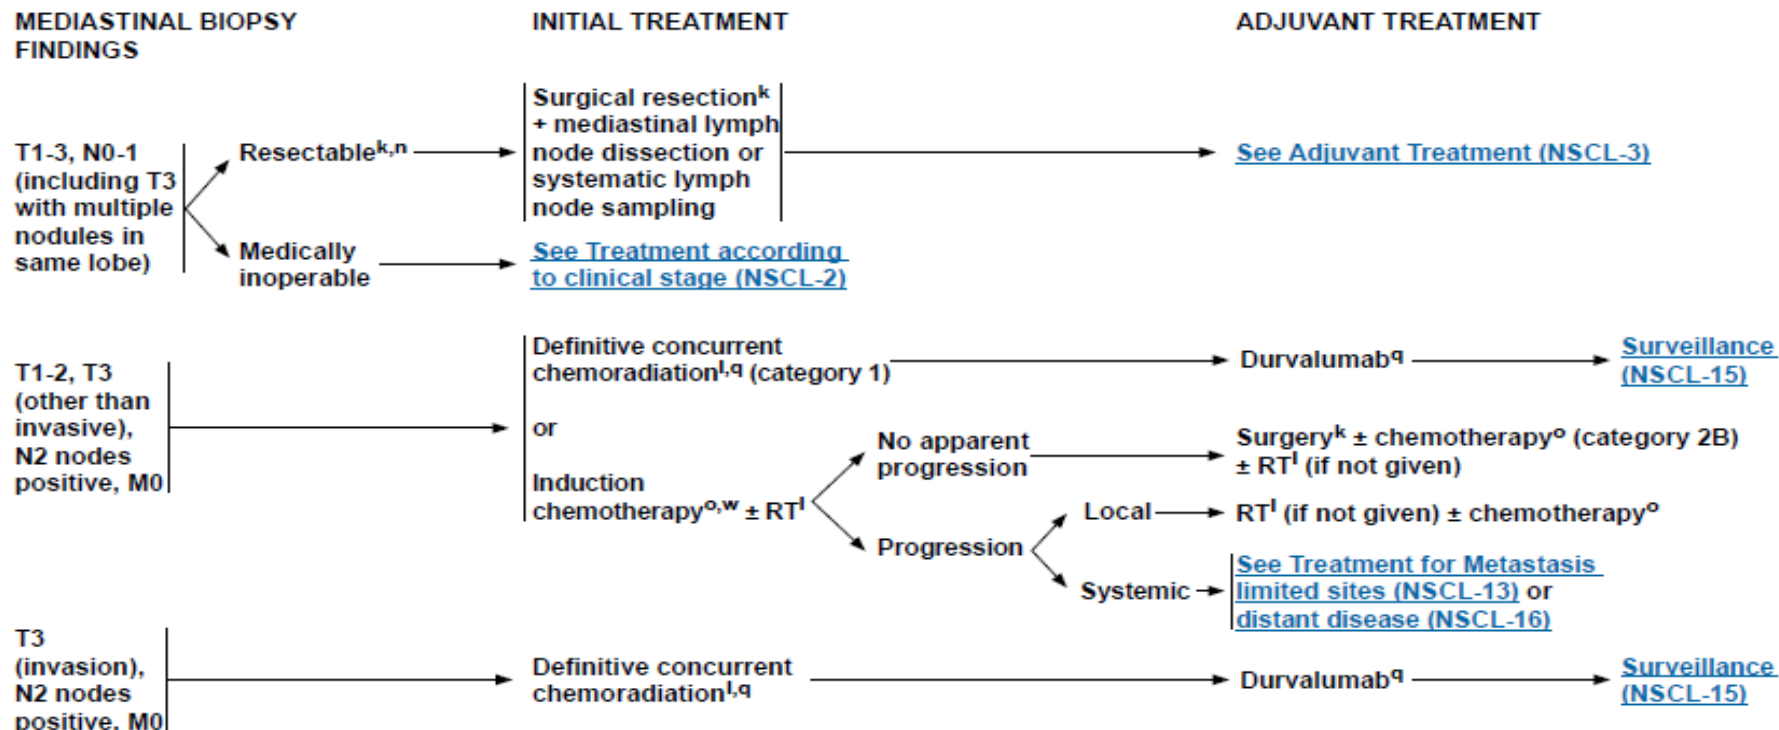 MEDIASTINAL BIOPSY
FINDINGS
INITIAL TREATMENT
ADJUVANT TREATMENT
T1-3, N0-1
(including T3
with multiple
nodules in
same lobe)
Resectablek,n
Surgical resectionk
+ mediastinal lymph
node dissection or
systematic lymph
node sampling
See Adjuvant Treatment (NSCL-3)
Medically
inoperable
See Treatment according
to clinical stage (NSCL-2)
T1-2, T3
(other than
invasive),
N2 nodes
positive, M0
Definitive concurrent
chemoradiationl,q (category 1)
Durvalumabq
Surveillance
(NSCL-15)
or
Induction
chemotherapyo,w ± RTl
No apparent
progression
Surgeryk ± chemotherapyo (category 2B)
± RTl (if not given)
Progression
Local
RTl (if not given) ± chemotherapyo
Systemic
See Treatment for Metastasis
limited sites (NSCL-13) or
distant disease (NSCL-16)
T3
(invasion),
N2 nodes
positive, M0
Definitive concurrent
chemoradiationl,q
Durvalumabq
Surveillance
(NSCL-15)